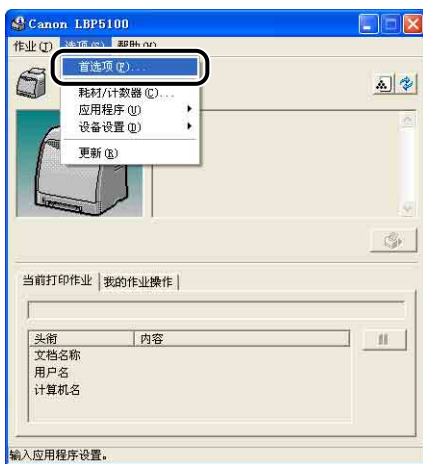 Canon LBP5100
作业(T) 选项(O) 帮助(H)
首选项(P)...
耗材/计数器(C)...
应用程序(U)
设备设置(D)
更新(R)
当前打印作业 我的作业操作
头衔 内容
文档名称
用户名
计算机名
输入应用程序设置。